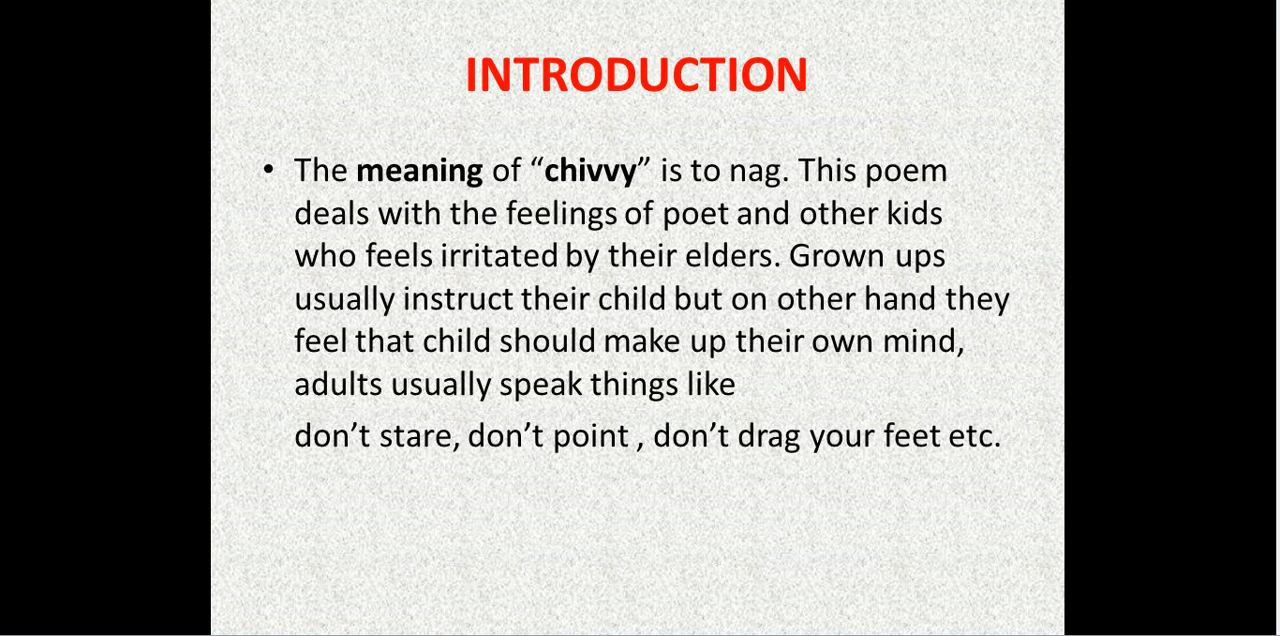 INTRODUCTION
• The meaning of “chivvy” is to nag. This poem
deals with the feelings of poet and other kids
who feels irritated by their elders. Grown ups
usually instruct their child but on other hand they
feel that child should make up their own mind,
adults usually speak things like
don’t stare, don’t point , don’t drag your feet etc.